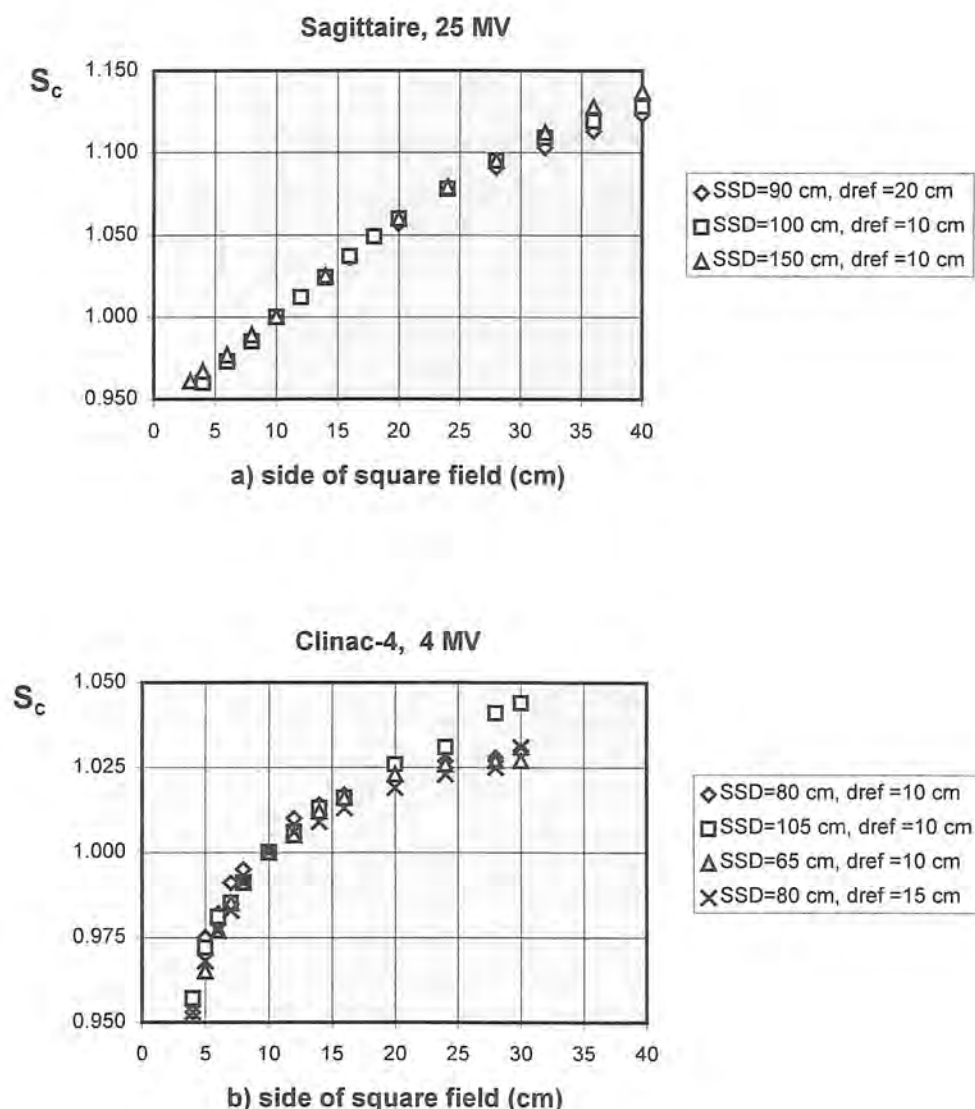 Sagittaire, 25 MV
Sc
1.150
1.100
1.050
1.000
0.950
0 5 10 15 20 25 30 35 40
a) side of square field (cm)
SSD=90 cm, dref =20 cm
SSD=100 cm, dref =10 cm
SSD=150 cm, dref =10 cm
Clinac-4, 4 MV
Sc
1.050
1.025
1.000
0.975
0.950
0 5 10 15 20 25 30 35 40
b) side of square field (cm)
SSD=80 cm, dref =10 cm
SSD=105 cm, dref =10 cm
SSD=65 cm, dref =10 cm
SSD=80 cm, dref =15 cm